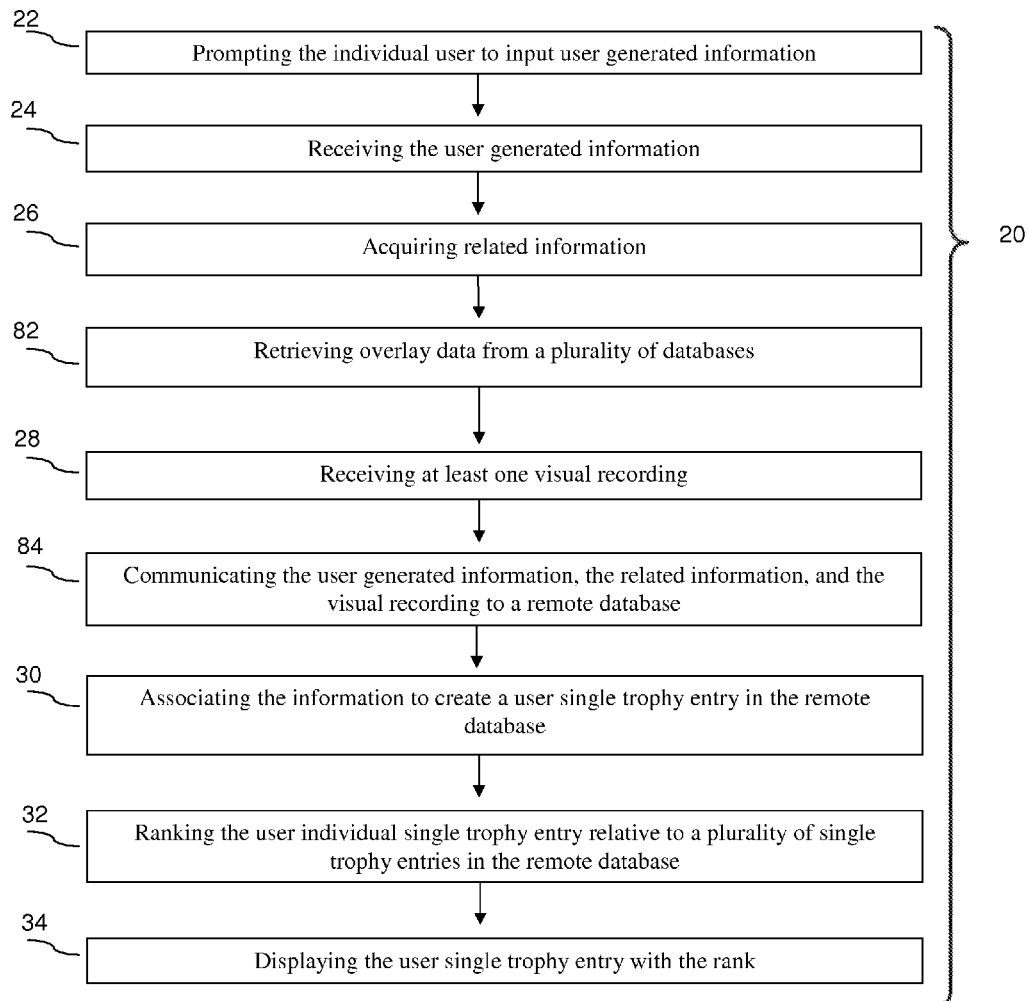 22
Prompting the individual user to input user generated information
24
Receiving the user generated information
26
Acquiring related information
20
82
Retrieving overlay data from a plurality of databases
28
Receiving at least one visual recording
84
Communicating the user generated information, the related information, and the
visual recording to a remote database
30
Associating the information to create a user single trophy entry in the remote
database
32
Ranking the user individual single trophy entry relative to a plurality of single
trophy entries in the remote database
34
Displaying the user single trophy entry with the rank